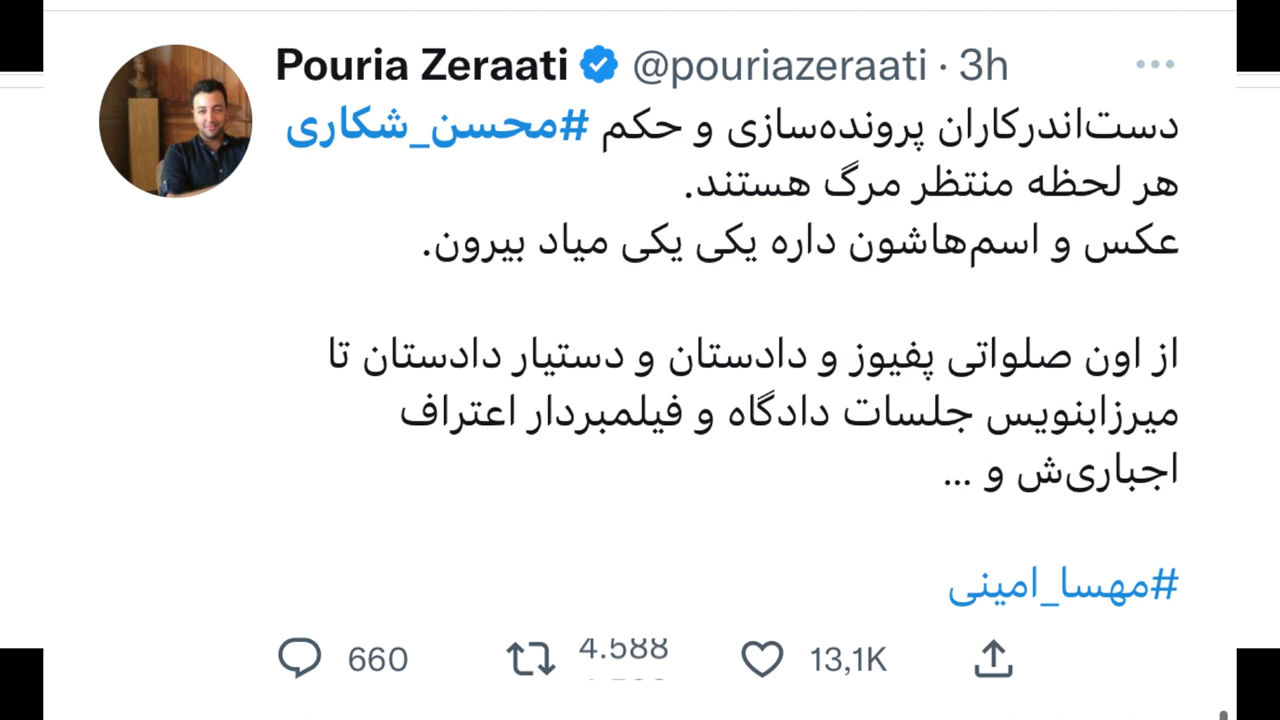 Pouria Zeraati @pouriazeraati · 3h
دست‌اندرکاران پرونده‌سازی و حکم #محسن_شکاری
هر لحظه منتظر مرگ هستند.
عکس و اسم‌هاشون داره یکی یکی میاد بیرون.
از اون صلواتی پفیوز و دادستان و دستیار دادستان تا
میرزابنویس جلسات دادگاه و فیلمبردار اعتراف
اجباری‌ش و ...
#مهسا_امینی
660 4.588 13,1K